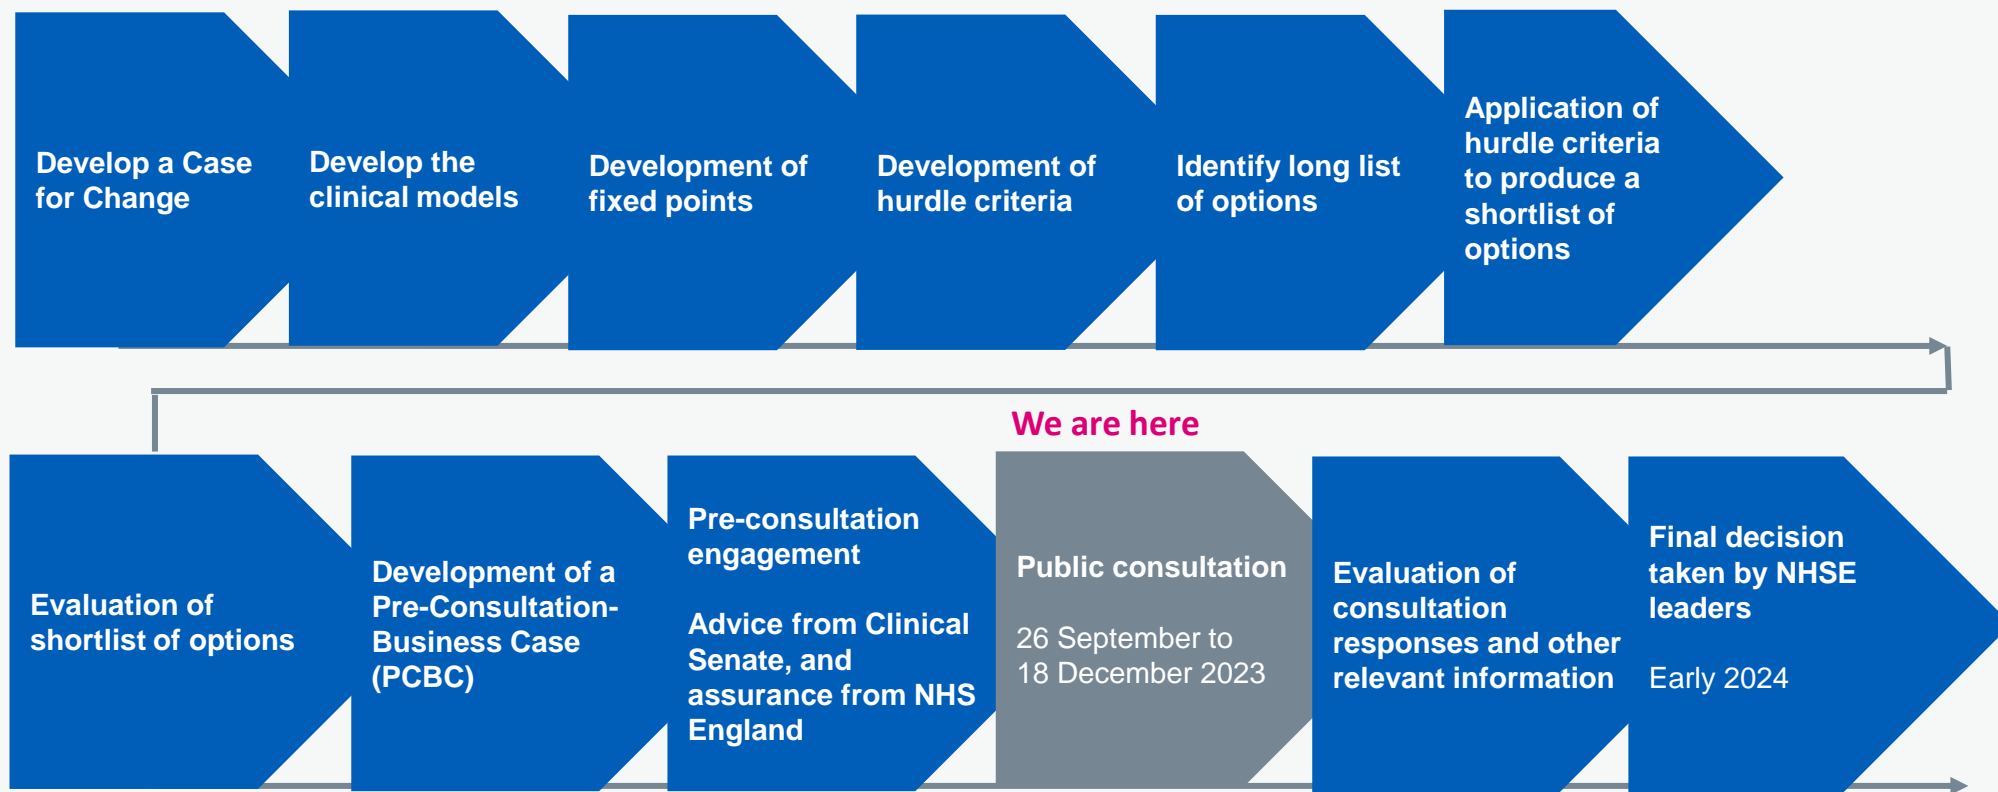 Develop a Case
for Change
Develop the
clinical models
Development of
fixed points
Development of
hurdle criteria
Identify long list
of options
Application of
hurdle criteria
to produce a
shortlist of
options
We are here
Evaluation of
shortlist of options
Development of a
Pre-Consultation-
Business Case
(PCBC)
Pre-consultation
engagement
Advice from Clinical
Senate, and
assurance from NHS
England
Public consultation
26 September to
18 December 2023
Evaluation of
consultation
responses and other
relevant information
Final decision
taken by NHSE
leaders
Early 2024